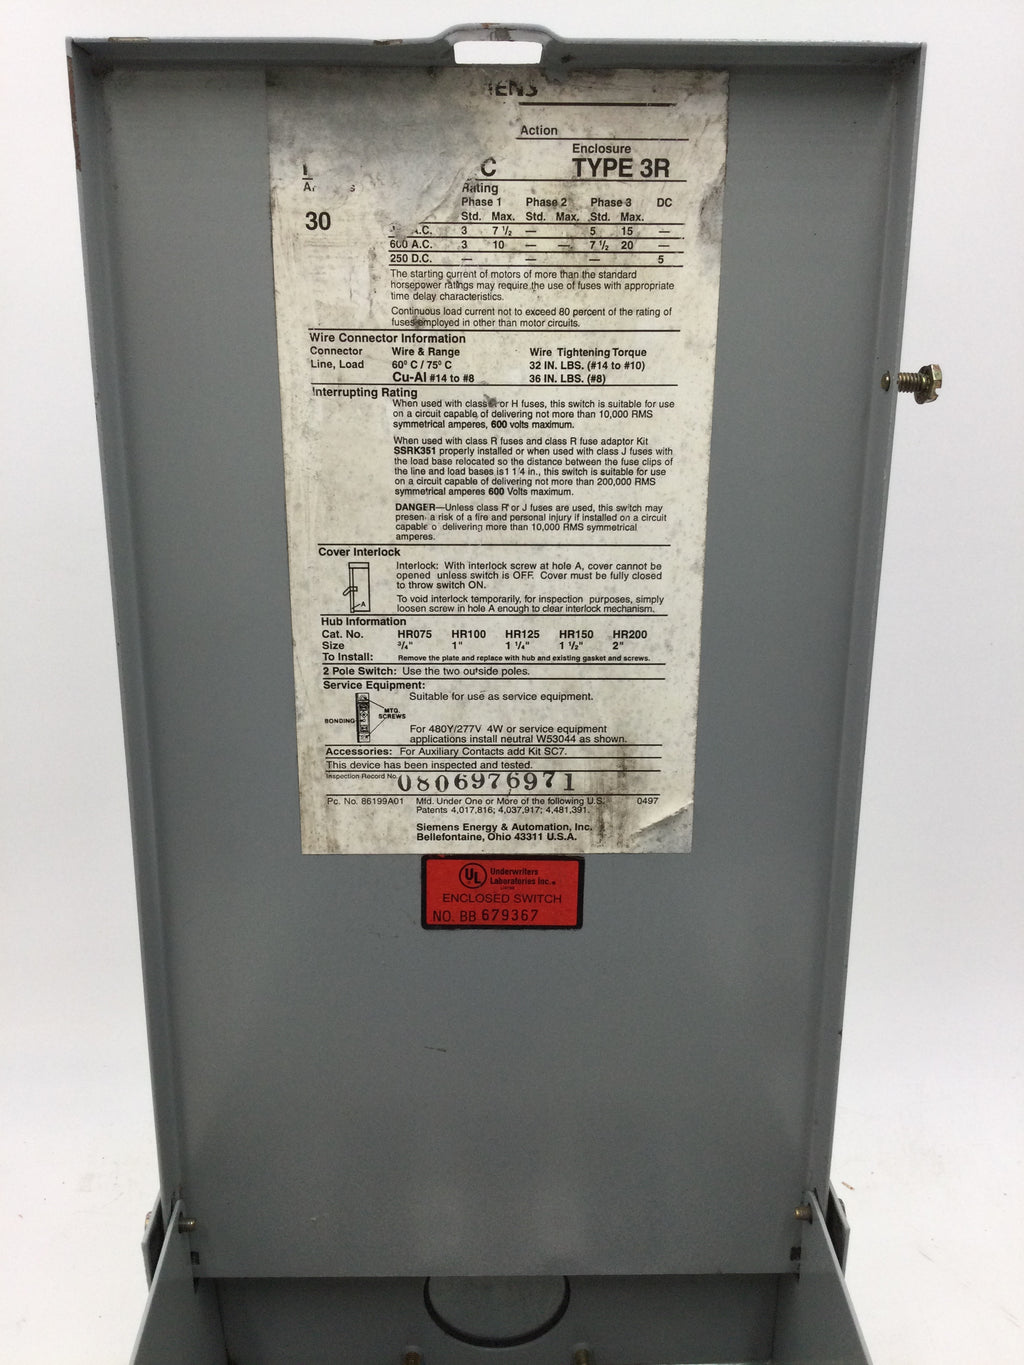 Action
Enclosure
C TYPE 3R
Rating
Phase 1 Phase 2 Phase 3 DC
Std. Max. Std. Max. Std. Max.
30
A.C. 3 7 1/2 — 5 15 —
600 A.C. 3 10 — — 7 1/2 20 —
250 D.C. — — — 5
The starting current of motors of more than the standard
horsepower ratings may require the use of fuses with appropriate
time delay characteristics.
Continuous load current not to exceed 80 percent of the rating of
fuses employed in other than motor circuits.
Wire Connector Information
Connector Wire & Range Wire Tightening Torque
Line, Load 60° C / 75° C 32 IN. LBS. (#14 to #10)
Cu-Al #14 to #8 36 IN. LBS. (#8)
Interrupting Rating
When used with class or H fuses, this switch is suitable for use
on a circuit capable of delivering not more than 10,000 RMS
symmetrical amperes, 600 volts maximum.
When used with class R fuses and class R fuse adaptor Kit
SSRK351 properly installed or when used with class J fuses with
the load base relocated so the distance between the fuse clips of
the line and load bases is 1 1/4 in., this switch is suitable for use
on a circuit capable of delivering not more than 200,000 RMS
symmetrical amperes 600 Volts maximum.
DANGER—Unless class R or J fuses are used, this switch may
present a risk of a fire and personal injury if installed on a circuit
capable of delivering more than 10,000 RMS symmetrical
amperes.
Cover Interlock
Interlock: With interlock screw at hole A, cover cannot be
opened unless switch is OFF. Cover must be fully closed
to throw switch ON.
To void interlock temporarily, for inspection purposes, simply
loosen screw in hole A enough to clear interlock mechanism.
A
Hub Information
Cat. No. HR075 HR100 HR125 HR150 HR200
Size 3/4" 1" 1 1/4" 1 1/2" 2"
To Install: Remove the plate and replace with hub and existing gasket and screws.
2 Pole Switch: Use the two outside poles.
Service Equipment:
Suitable for use as service equipment.
BONDING MTG. SCREWS
For 480Y/277V 4W or service equipment
applications install neutral W53044 as shown.
Accessories: For Auxiliary Contacts add Kit SC7.
This device has been inspected and tested.
Inspection Record No. 0806976971
Pc. No. 86199A01 Mfd. Under One or More of the following U.S. 0497
Patents 4,017,816; 4,037,917; 4,481,391.
Siemens Energy & Automation, Inc.
Bellefontaine, Ohio 43311 U.S.A.
UL Underwriters
Laboratories Inc.®
ENCLOSED SWITCH
NO. BB 679367